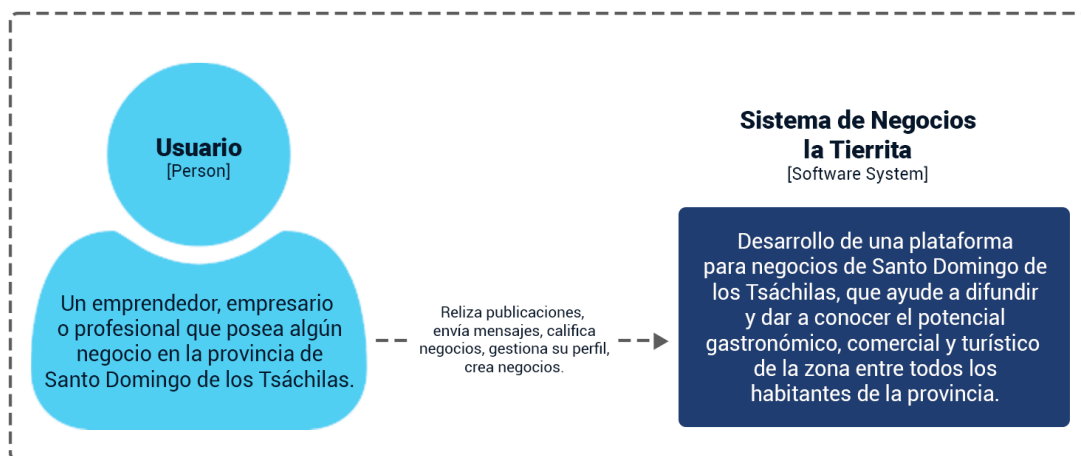 Usuario
[Person]
Un emprendedor, empresario
o profesional que posea algún
negocio en la provincia de
Santo Domingo de los Tsáchilas.
Reliza publicaciones,
envía mensajes, califica
negocios, gestiona su perfil,
crea negocios.
Sistema de Negocios
la Tierrita
[Software System]
Desarrollo de una plataforma
para negocios de Santo Domingo de
los Tsáchilas, que ayude a difundir
y dar a conocer el potencial
gastronómico, comercial y turístico
de la zona entre todos los
habitantes de la provincia.